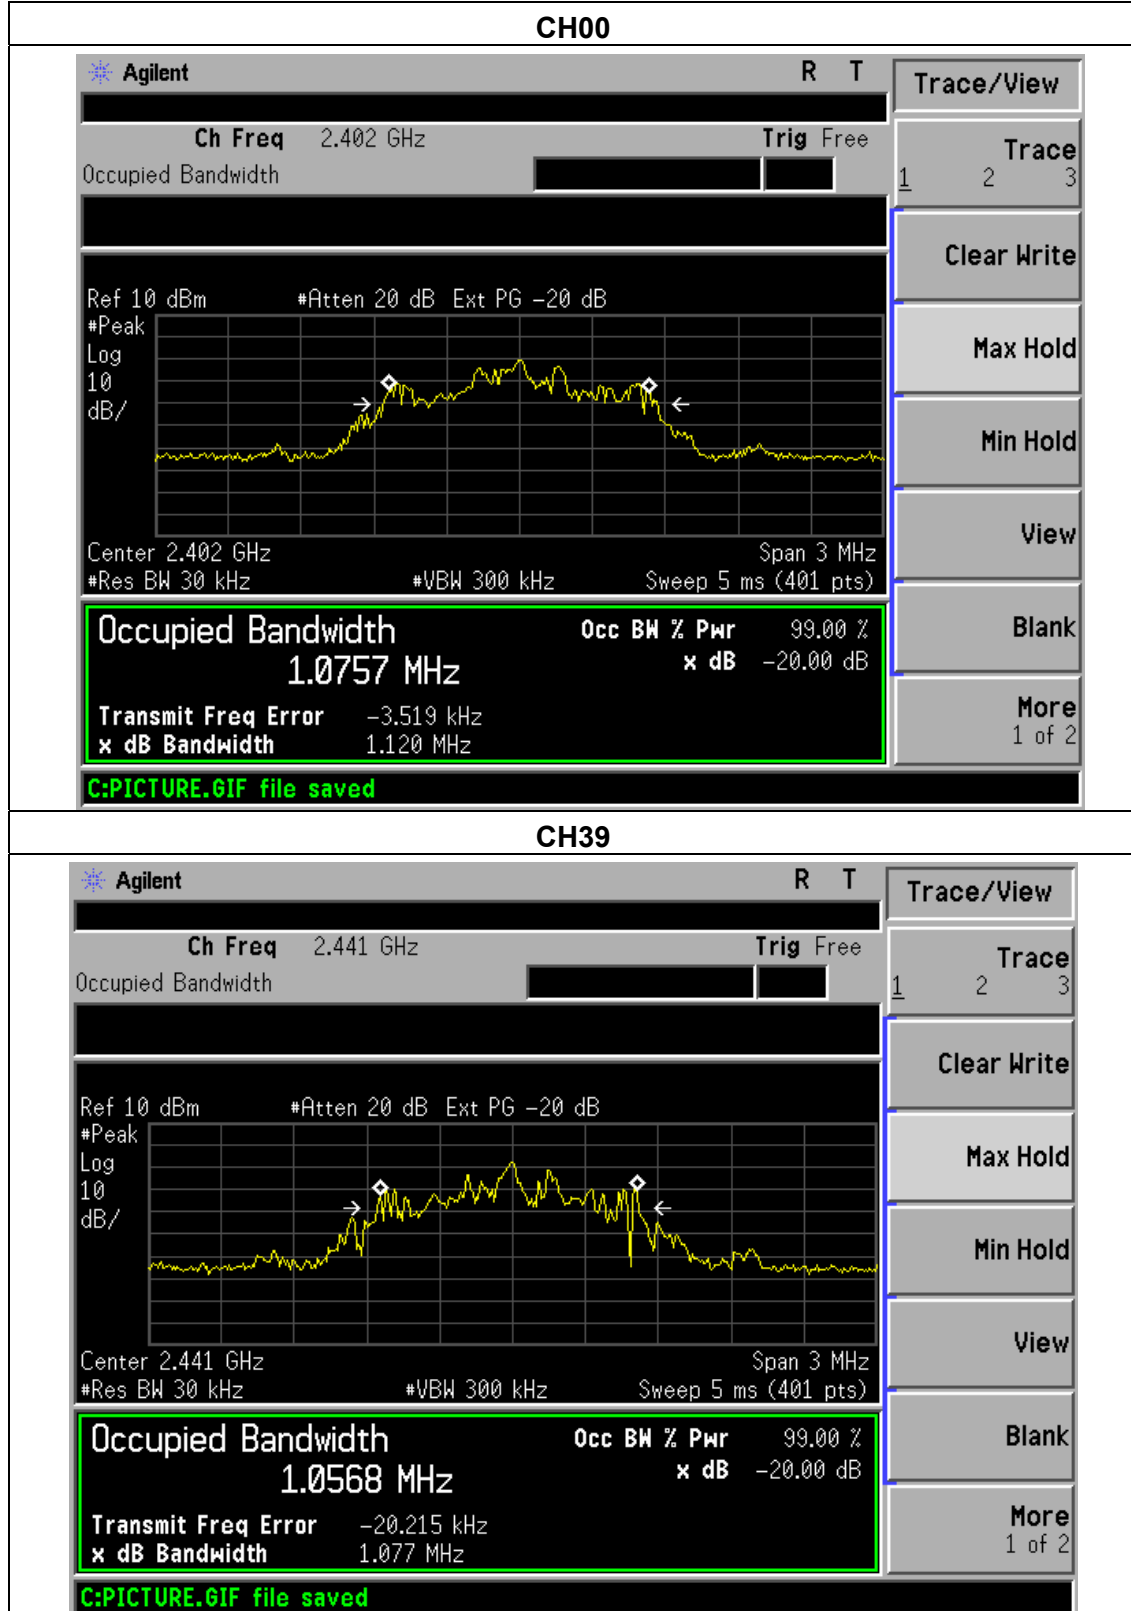 CH00
Agilent
R T
Trace/View
Ch Freq 2.402 GHz
Trig Free
Occupied Bandwidth
Trace
1 2 3
Clear Write
Ref 10 dBm #Atten 20 dB Ext PG -20 dB
#Peak
Log
10
dB/
Max Hold
Min Hold
View
Center 2.402 GHz
Span 3 MHz
#Res BW 30 kHz
#VBW 300 kHz
Sweep 5 ms (401 pts)
Occupied Bandwidth
1.0757 MHz
Occ BW % Pwr 99.00 %
x dB -20.00 dB
Blank
Transmit Freq Error -3.519 kHz
x dB Bandwidth 1.120 MHz
More
1 of 2
C:PICTURE.GIF file saved
CH39
Agilent
R T
Trace/View
Ch Freq 2.441 GHz
Trig Free
Occupied Bandwidth
Trace
1 2 3
Clear Write
Ref 10 dBm #Atten 20 dB Ext PG -20 dB
#Peak
Log
10
dB/
Max Hold
Min Hold
View
Center 2.441 GHz
Span 3 MHz
#Res BW 30 kHz
#VBW 300 kHz
Sweep 5 ms (401 pts)
Occupied Bandwidth
1.0568 MHz
Occ BW % Pwr 99.00 %
x dB -20.00 dB
Blank
Transmit Freq Error -20.215 kHz
x dB Bandwidth 1.077 MHz
More
1 of 2
C:PICTURE.GIF file saved